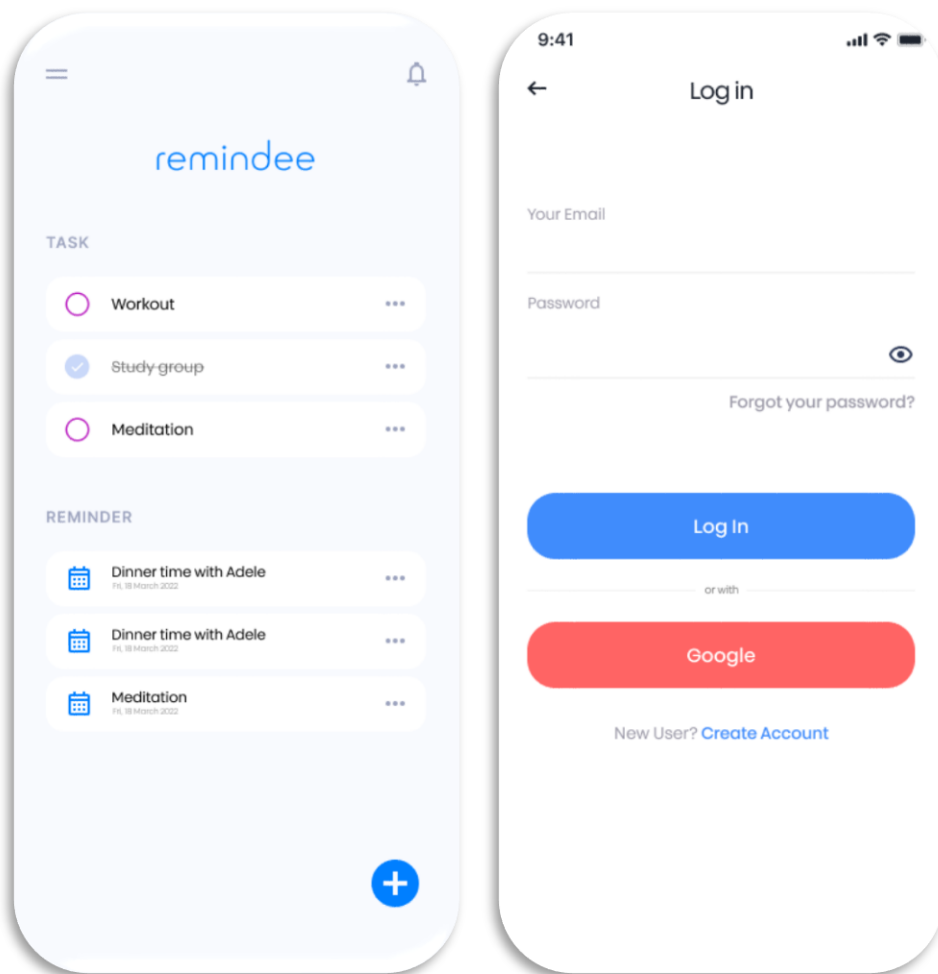 remindee
TASK
Workout
Study group
Meditation
REMINDER
Dinner time with Adele
Fri, 18 March 2022
Dinner time with Adele
Fri, 18 March 2022
Meditation
Fri, 18 March 2022
9:41
Log in
Your Email
Password
Forgot your password?
Log In
or with
Google
New User? Create Account